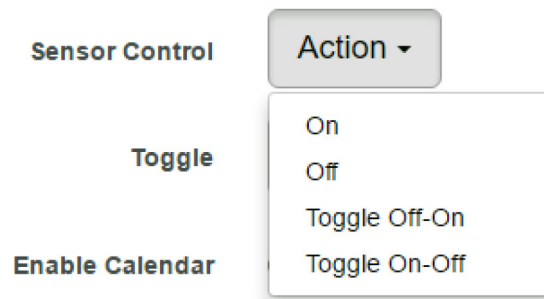 Sensor Control
Action
On
Off
Toggle
Toggle Off-On
Toggle On-Off
Enable Calendar